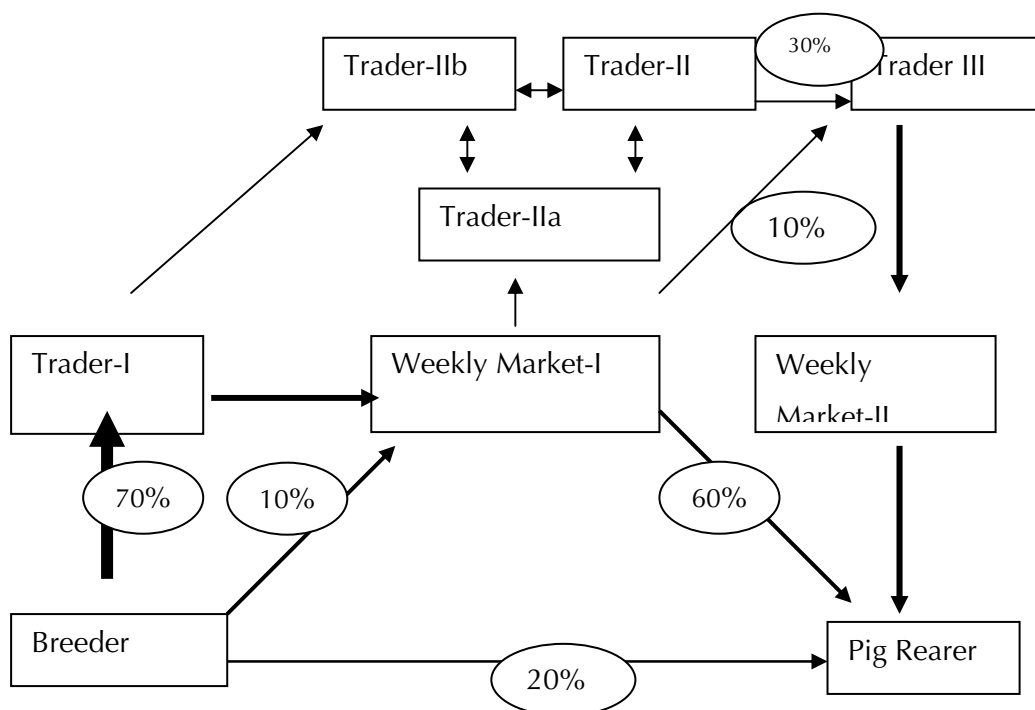 30%
Trader-IIb
Trader-II
Trader III
10%
Trader-IIa
Trader-I
Weekly Market-I
Weekly
Market-II
70%
10%
60%
Breeder
20%
Pig Rearer